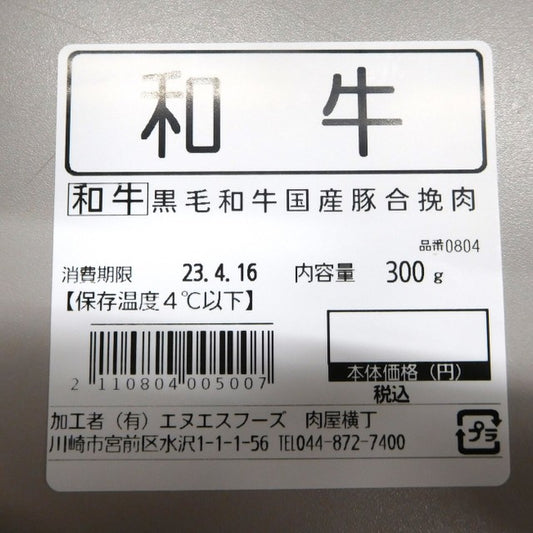 和牛
和牛 黒毛和牛国産豚合挽肉
品番0804
消費期限 23.4.16 内容量 300g
【保存温度4℃以下】
2 110804 005007
本体価格（円）
税込
加工者（有）エヌエスフーズ 肉屋横丁
川崎市宮前区水沢1-1-1-56 TEL044-872-7400
プラ